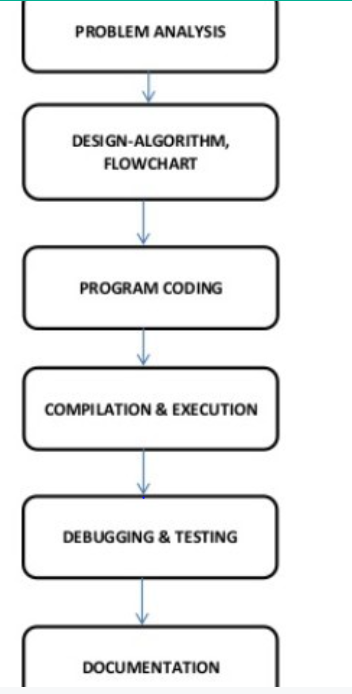 PROBLEM ANALYSIS
DESIGN-ALGORITHM,
FLOWCHART
PROGRAM CODING
COMPILATION & EXECUTION
DEBUGGING & TESTING
DOCUMENTATION